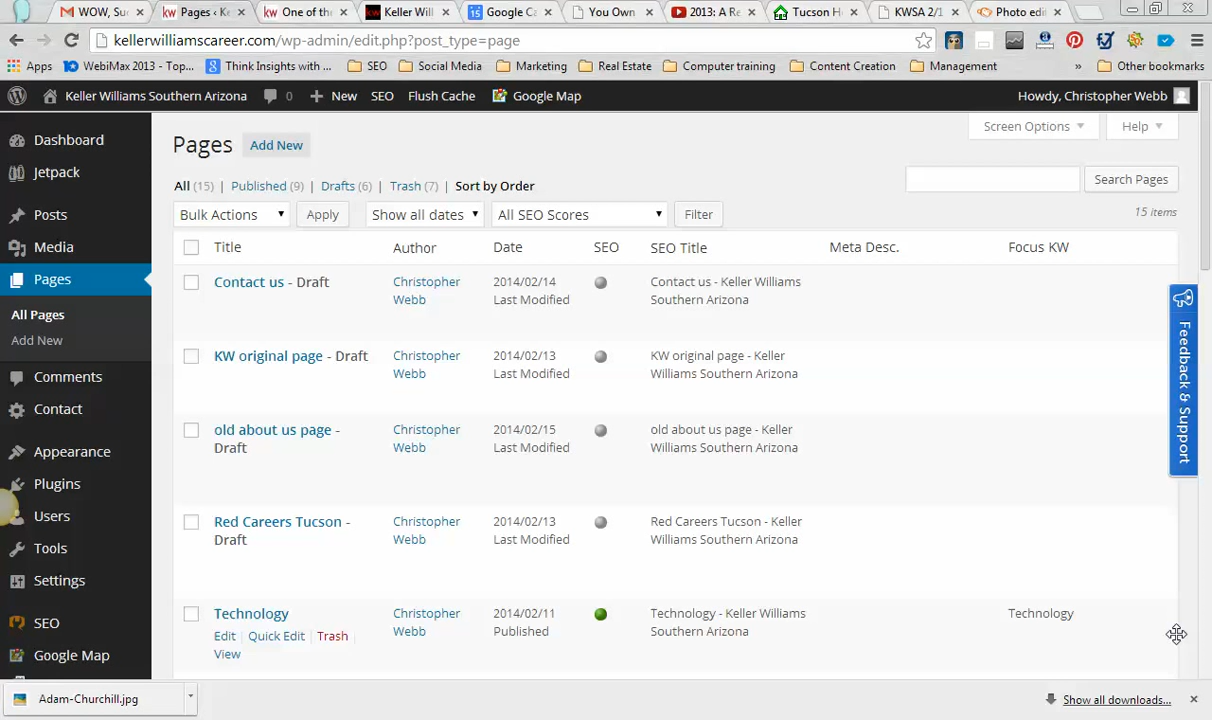 WOW, Su
Pages ‹ Ke
One of the
Keller Will
Google Ca
You Own
2013: A Re
Tucson H
KWSA 2/1
Photo edi
kellerwilliamscareer.com/wp-admin/edit.php?post_type=page
Apps
WebiMax 2013 - Top...
Think Insights with ...
SEO
Social Media
Marketing
Real Estate
Computer training
Content Creation
Management
»
Other bookmarks
Keller Williams Southern Arizona
0
New
SEO
Flush Cache
Google Map
Howdy, Christopher Webb
Dashboard
Jetpack
Posts
Media
Pages
All Pages
Add New
Comments
Contact
Appearance
Plugins
Users
Tools
Settings
SEO
Google Map
Screen Options
Help
Pages Add New
All (15) | Published (9) | Drafts (6) | Trash (7) | Sort by Order
Search Pages
Bulk Actions
Apply
Show all dates
All SEO Scores
Filter
15 items
Title
Author
Date
SEO
SEO Title
Meta Desc.
Focus KW
Contact us - Draft
Christopher
Webb
2014/02/14
Last Modified
Contact us - Keller Williams
Southern Arizona
KW original page - Draft
Christopher
Webb
2014/02/13
Last Modified
KW original page - Keller
Williams Southern Arizona
old about us page -
Draft
Christopher
Webb
2014/02/15
Last Modified
old about us page - Keller
Williams Southern Arizona
Red Careers Tucson -
Draft
Christopher
Webb
2014/02/13
Last Modified
Red Careers Tucson - Keller
Williams Southern Arizona
Technology
Edit | Quick Edit | Trash |
View
Christopher
Webb
2014/02/11
Published
Technology - Keller Williams
Southern Arizona
Technology
Feedback & Support
Adam-Churchill.jpg
Show all downloads...